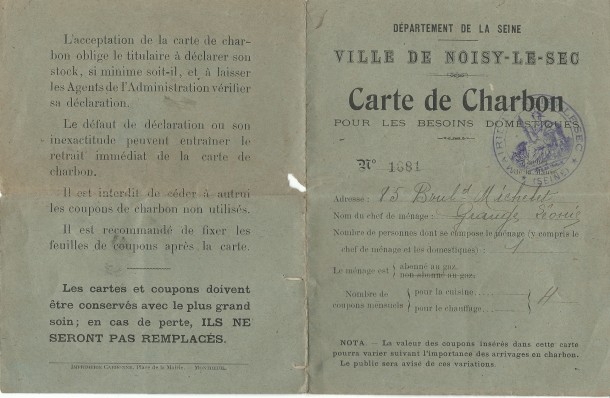 L'acceptation de la carte de char-
bon oblige le titulaire à déclarer son
stock, si minime soit-il, et à laisser
les Agents de l'Administration vérifier
sa déclaration.
Le défaut de déclaration ou son
inexactitude peuvent entraîner le
retrait immédiat de la carte de
charbon.
Il est interdit de céder à autrui
les coupons de charbon non utilisés.
Il est recommandé de fixer les
feuilles de coupons après la carte.
Les cartes et coupons doivent
être conservés avec le plus grand
soin; en cas de perte, ILS NE
SERONT PAS REMPLACÉS.
Place de la Mairie.
DÉPARTEMENT DE LA SEINE
VILLE DE NOISY-LE-SEC
Carte de Charbon
POUR LES BESOINS DOMESTIQUES
(SEINE)
N° 1681
Adresse: 85 Boul.d Michelet
Nom du chef de ménage:
Nombre de personnes dont se compose le ménage (y compris le
chef de ménage et les domestiques): 1
Le ménage est { abonné au gaz.
non abonné au gaz.
Nombre de coupons mensuels { pour la cuisine
pour le chauffage } 4
NOTA — La valeur des coupons insérés dans cette carte
pourra varier suivant l'importance des arrivages en charbon.
Le public sera avisé de ces variations.